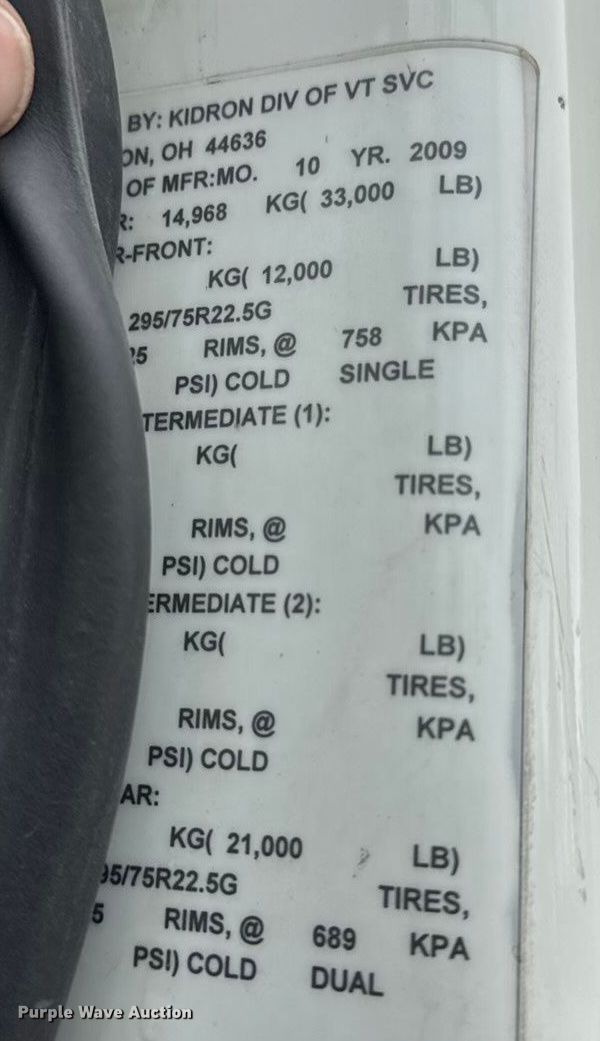 BY: KIDRON DIV OF VT SVC
ON, OH 44636
OF MFR:MO. 10 YR. 2009
R: 14,968 KG( 33,000 LB)
R-FRONT:
KG( 12,000 LB)
295/75R22.5G TIRES,
25 RIMS, @ 758 KPA
PSI) COLD SINGLE
TERMEDIATE (1):
KG( LB)
TIRES,
RIMS, @ KPA
PSI) COLD
ERMEDIATE (2):
KG( LB)
TIRES,
RIMS, @ KPA
PSI) COLD
AR:
KG( 21,000 LB)
95/75R22.5G TIRES,
5 RIMS, @ 689 KPA
PSI) COLD DUAL
Purple Wave Auction